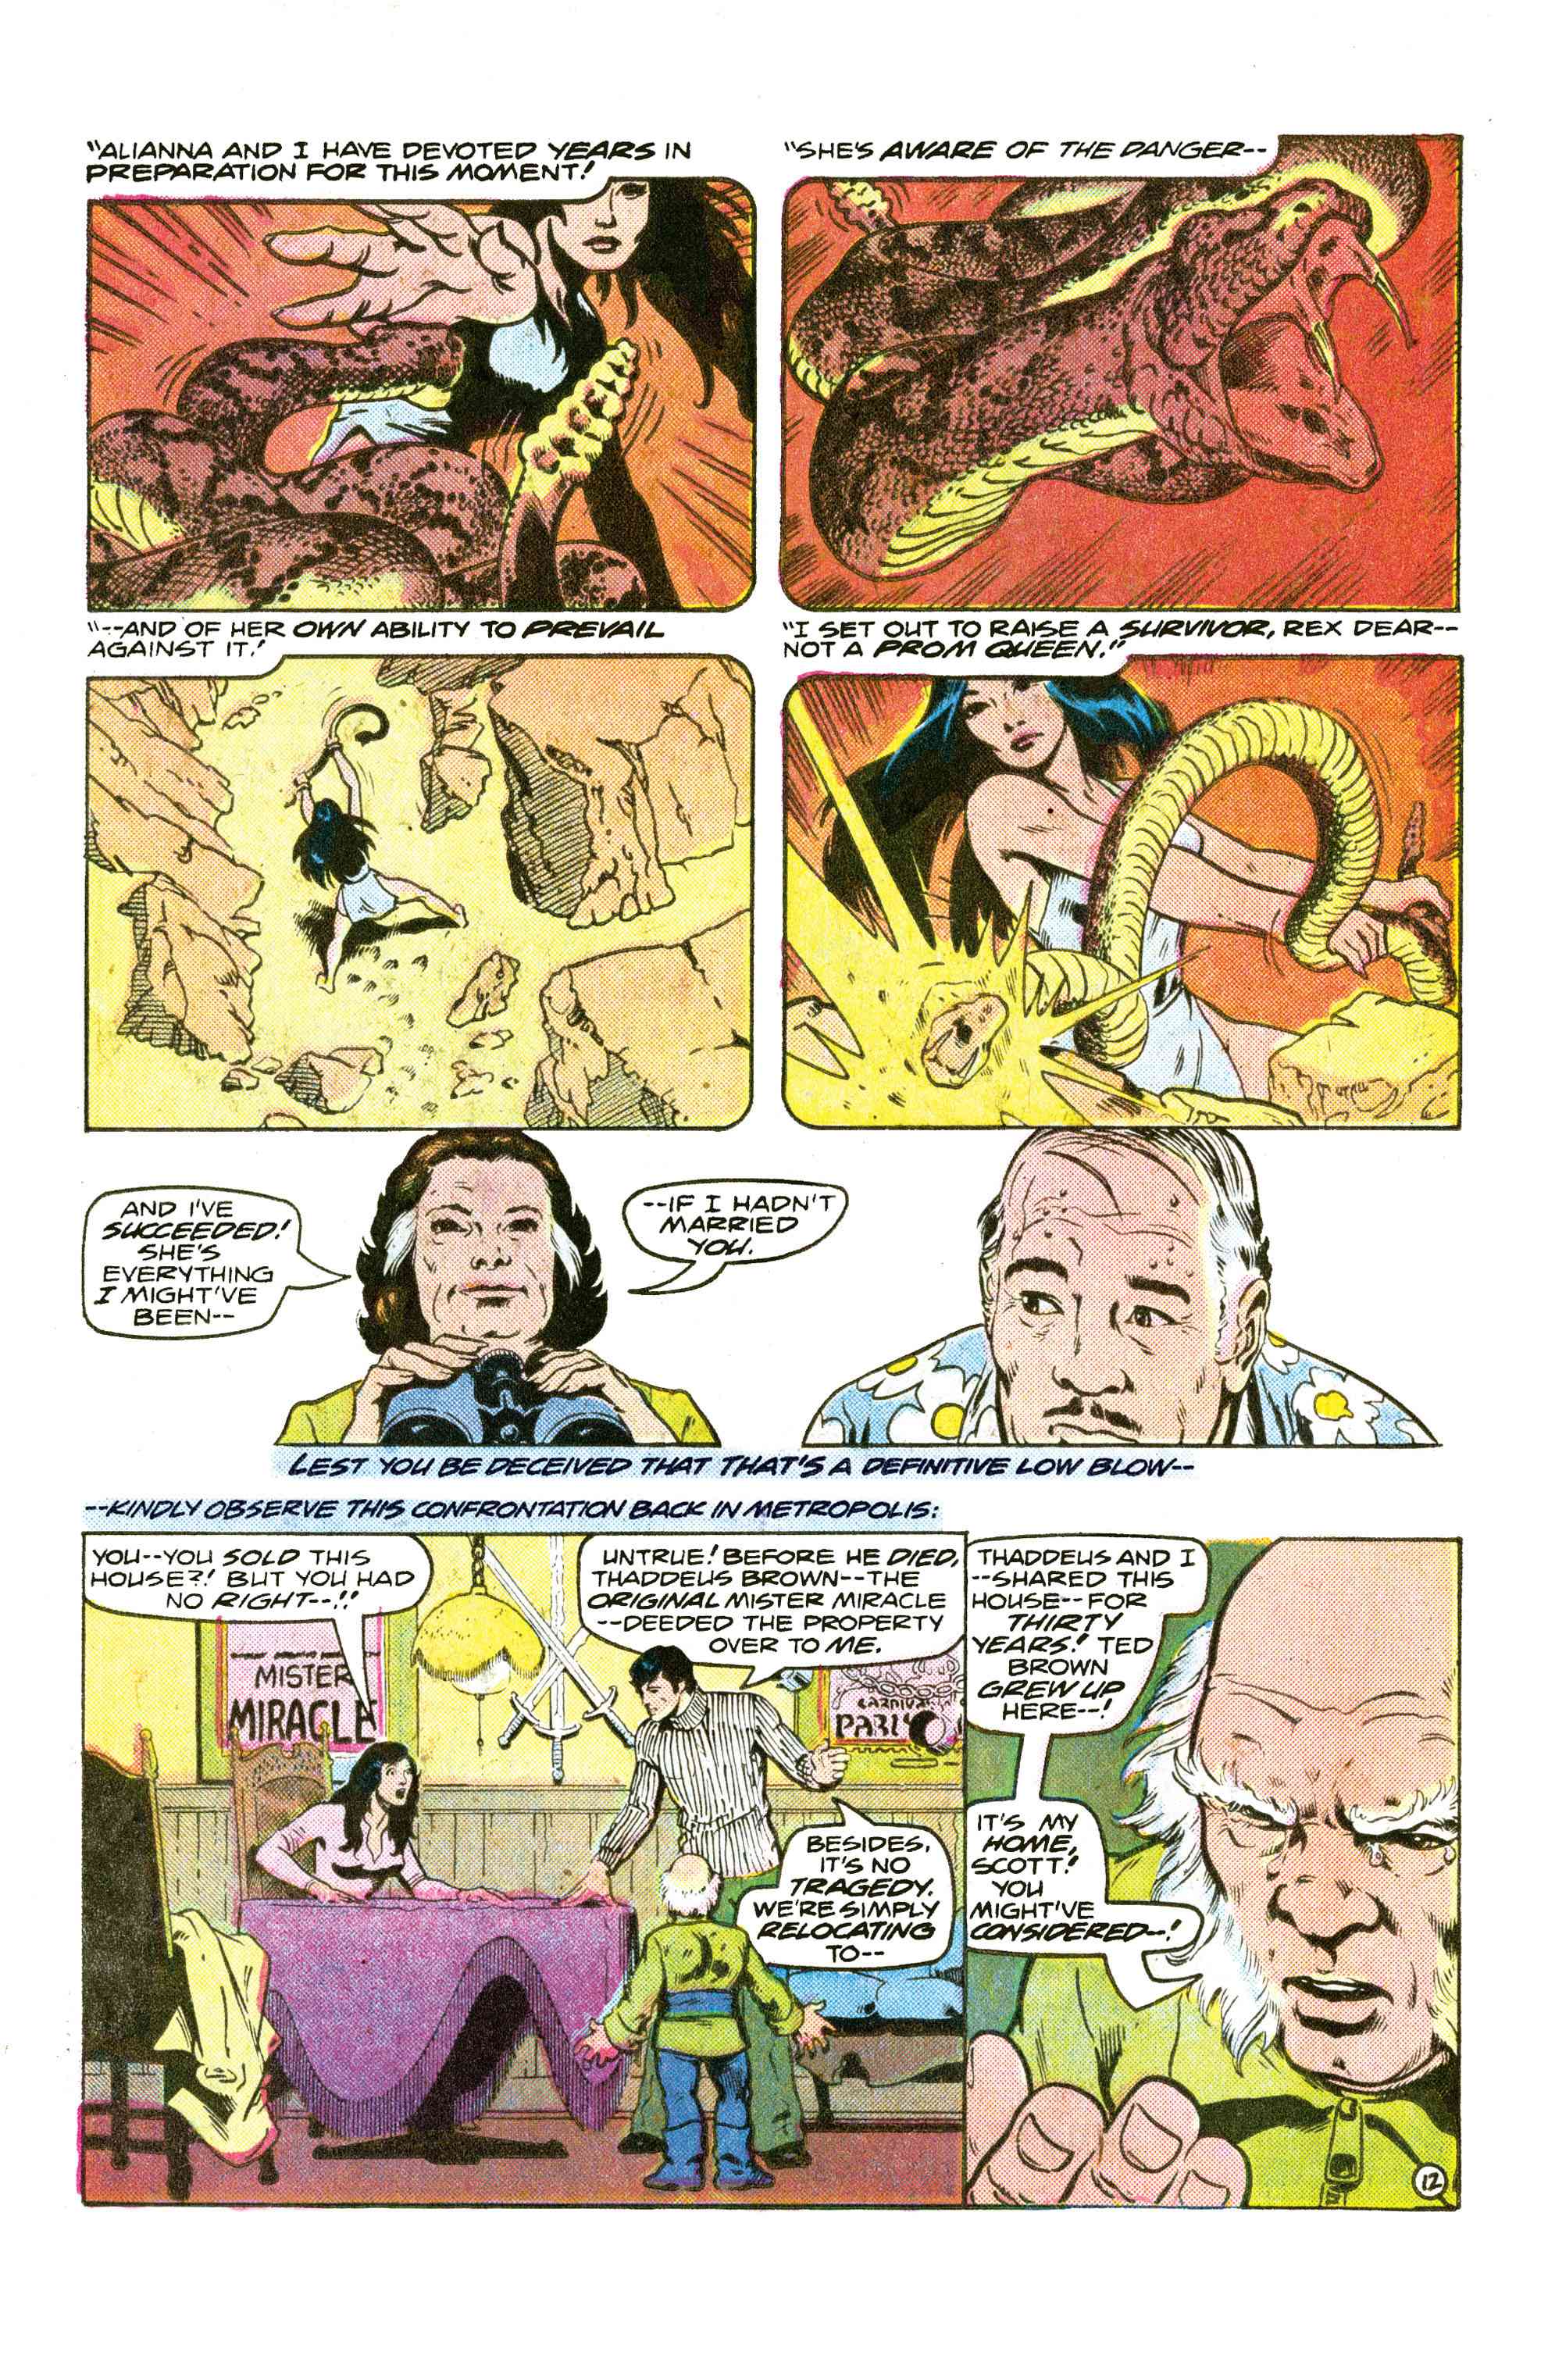 "ALIANNA AND I HAVE DEVOTED YEARS IN
PREPARATION FOR THIS MOMENT!
"SHE'S AWARE OF THE DANGER--
"--AND OF HER OWN ABILITY TO PREVAIL
AGAINST IT!
"I SET OUT TO RAISE A SURVIVOR, REX DEAR--
NOT A PROM QUEEN."
AND I'VE
SUCCEEDED!
SHE'S
EVERYTHING
I MIGHT'VE
BEEN--
--IF I HADN'T
MARRIED
YOU.
LEST YOU BE DECEIVED THAT THAT'S A DEFINITIVE LOW BLOW--
--KINDLY OBSERVE THIS CONFRONTATION BACK IN METROPOLIS:
YOU--YOU SOLD THIS
HOUSE?! BUT YOU HAD
NO RIGHT--!!
UNTRUE! BEFORE HE DIED,
THADDEUS BROWN--THE
ORIGINAL MISTER MIRACLE
--DEEDED THE PROPERTY
OVER TO ME.
MISTER
MIRACLE
CARNIVAL
BESIDES,
IT'S NO
TRAGEDY.
WE'RE SIMPLY
RELOCATING
TO--
THADDEUS AND I
--SHARED THIS
HOUSE--FOR
THIRTY
YEARS! TED
BROWN
GREW UP
HERE--!
IT'S MY
HOME,
SCOTT!
YOU
MIGHT'VE
CONSIDERED--!
12